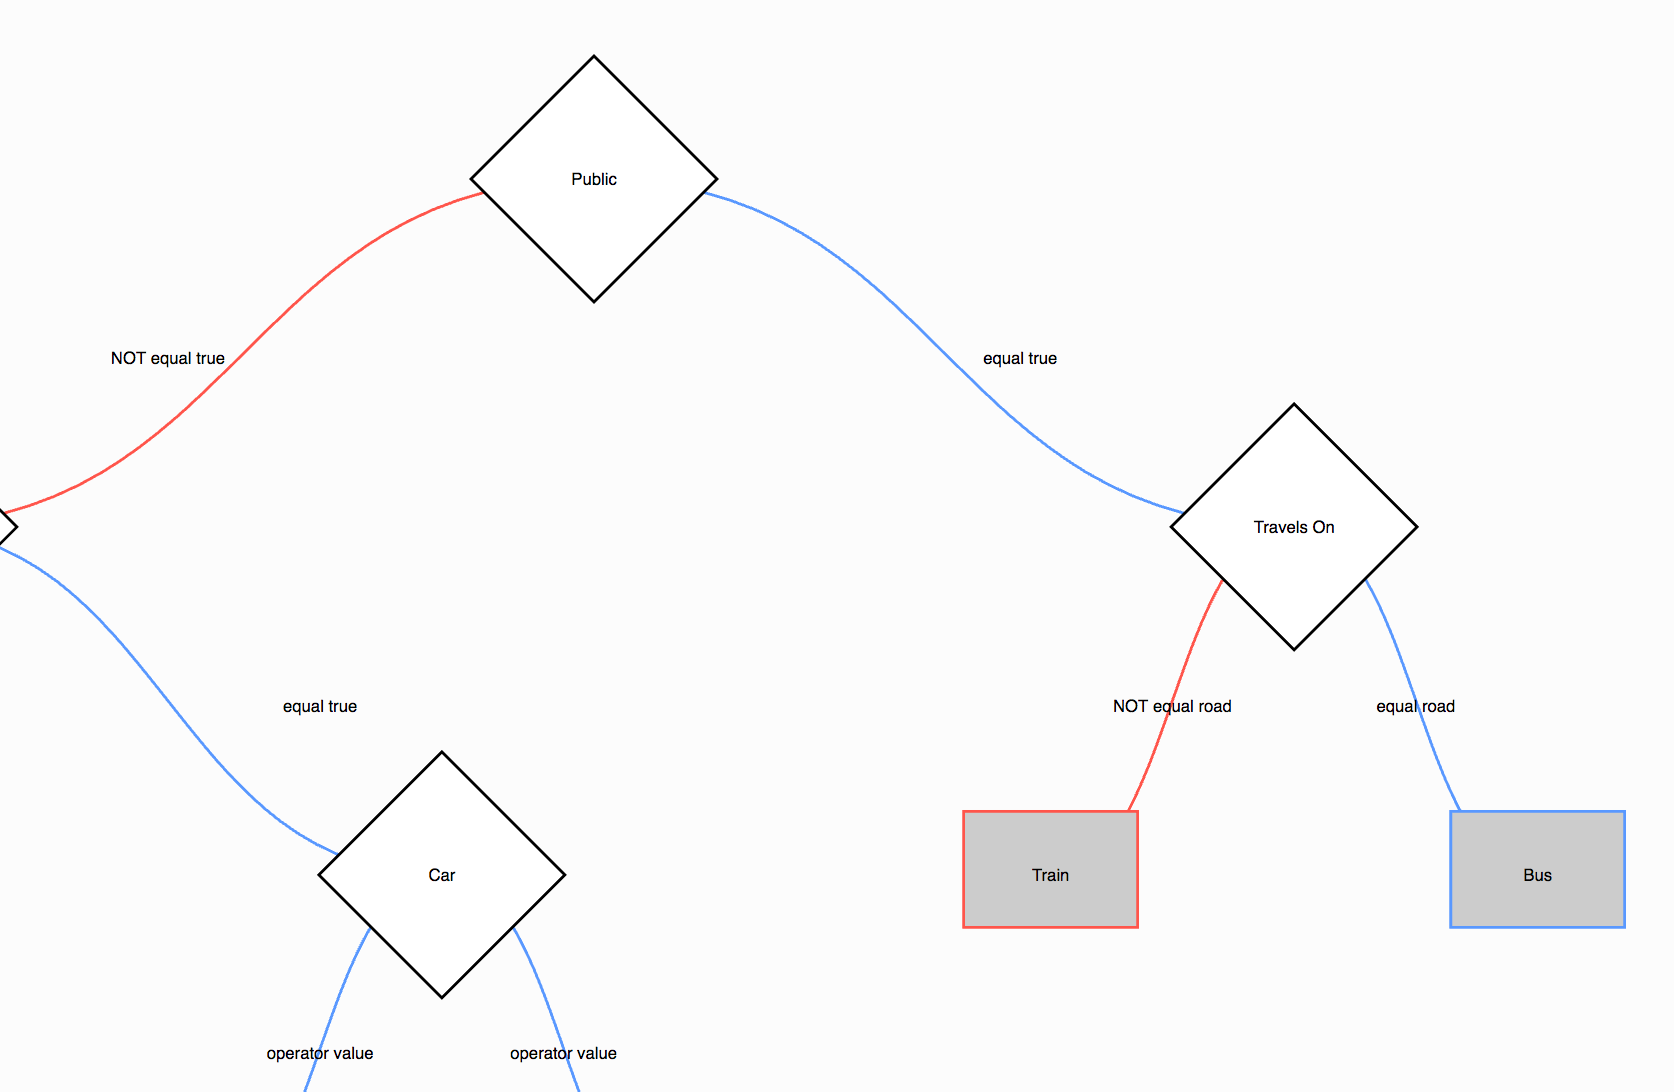 Public
NOT equal true
equal true
Travels On
equal true
NOT equal road
equal road
Car
Train
Bus
operator value
operator value